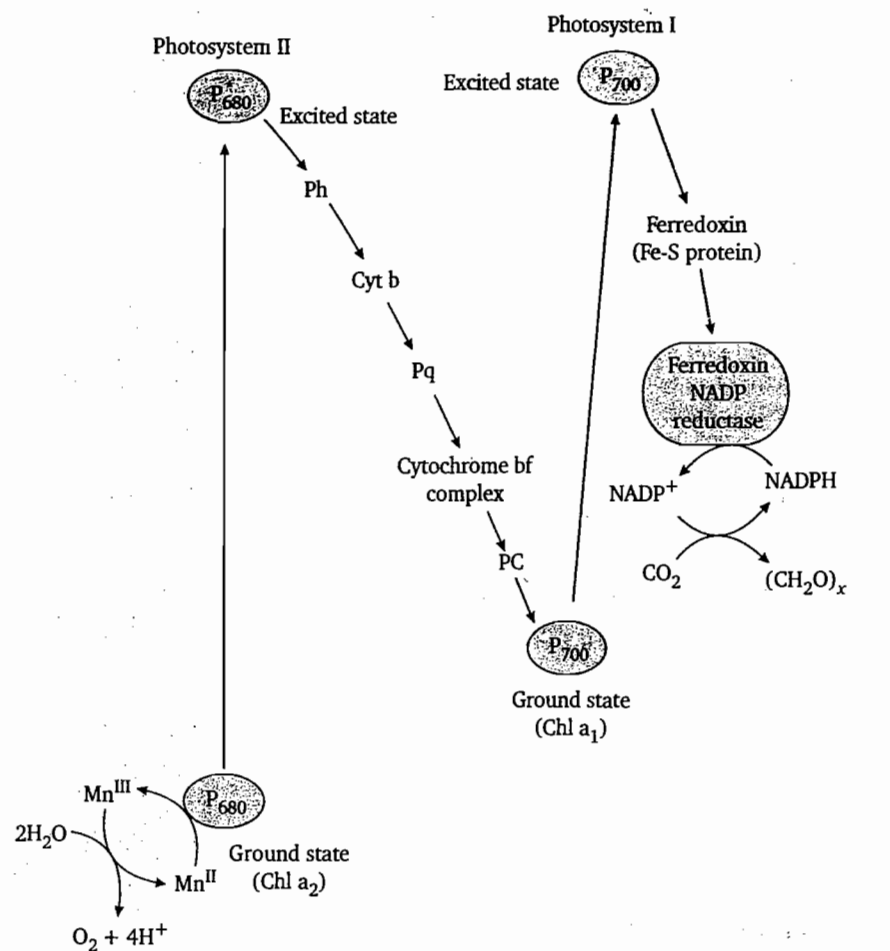 Photosystem I
Photosystem II
P700
Excited state
P*680
Excited state
Ph
Ferredoxin
(Fe-S protein)
Cyt b
Ferredoxin
NADP
reductase
Pq
Cytochrome bf
complex
NADP+
NADPH
PC
CO2
(CH2O)x
P700
Ground state
(Chl a1)
MnIII
P680
2H2O
Ground state
(Chl a2)
MnII
O2 + 4H+